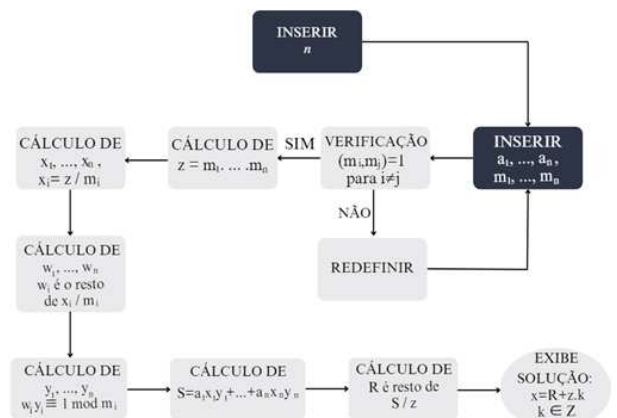 INSERIR
n
CÁLCULO DE
x₁, ..., xₙ,
xᵢ= z / mᵢ
CÁLCULO DE
z = m₁. ... .mₙ
SIM
VERIFICAÇÃO
(mᵢ,mⱼ)=1
para i≠j
INSERIR
a₁, ..., aₙ,
m₁, ..., mₙ
NÃO
REDEFINIR
CÁLCULO DE
w₁, ..., wₙ
wᵢ é o resto
de xᵢ / mᵢ
CÁLCULO DE
y₁, ..., yₙ
wᵢyᵢ ≡ 1 mod mᵢ
CÁLCULO DE
S=a₁x₁y₁+...+aₙxₙyₙ
CÁLCULO DE
R é resto de
S / z
EXIBE
SOLUÇÃO:
x=R+z.k
k ∈ Z